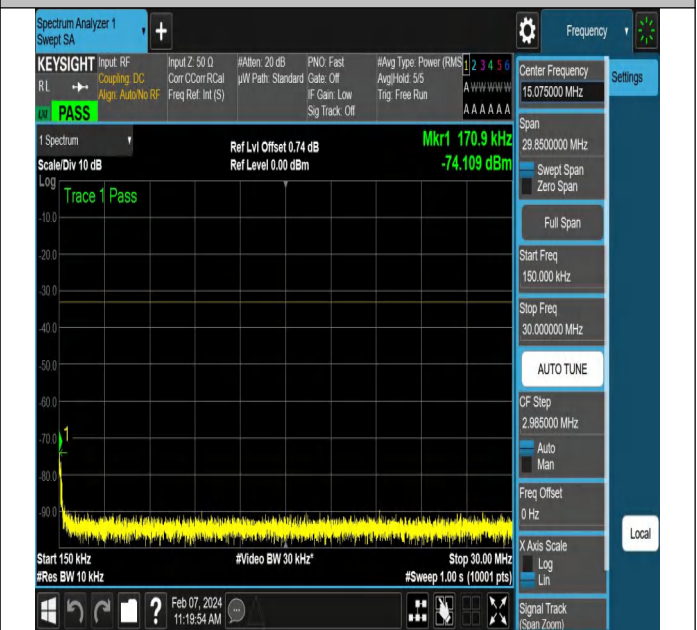 Spectrum Analyzer 1
Swept SA
+
Frequency
KEYSIGHT
RL
PASS
Input: RF
Coupling: DC
Align: Auto/No RF
Input Z: 50 Ω
Corr CCorr RCal
Freq Ref: Int (S)
#Atten: 20 dB
µW Path: Standard
PNO: Fast
Gate: Off
IF Gain: Low
Sig Track: Off
#Avg Type: Power (RMS
Avg|Hold: 5/5
Trig: Free Run
1 2 3 4 5 6
A W W W W W
A A A A A A
1 Spectrum
Scale/Div 10 dB
Ref Lvl Offset 0.74 dB
Ref Level 0.00 dBm
Mkr1 170.9 kHz
-74.109 dBm
Log
Trace 1 Pass
-10.0
-20.0
-30.0
-40.0
-50.0
-60.0
-70.0
1
-80.0
-90.0
Start 150 kHz
#Res BW 10 kHz
#Video BW 30 kHz*
Stop 30.00 MHz
#Sweep 1.00 s (10001 pts)
Feb 07, 2024
11:19:54 AM
?
Center Frequency
15.075000 MHz
Settings
Span
29.8500000 MHz
Swept Span
Zero Span
Full Span
Start Freq
150.000 kHz
Stop Freq
30.000000 MHz
AUTO TUNE
CF Step
2.985000 MHz
Auto
Man
Freq Offset
0 Hz
Local
X Axis Scale
Log
Lin
Signal Track
(Span Zoom)